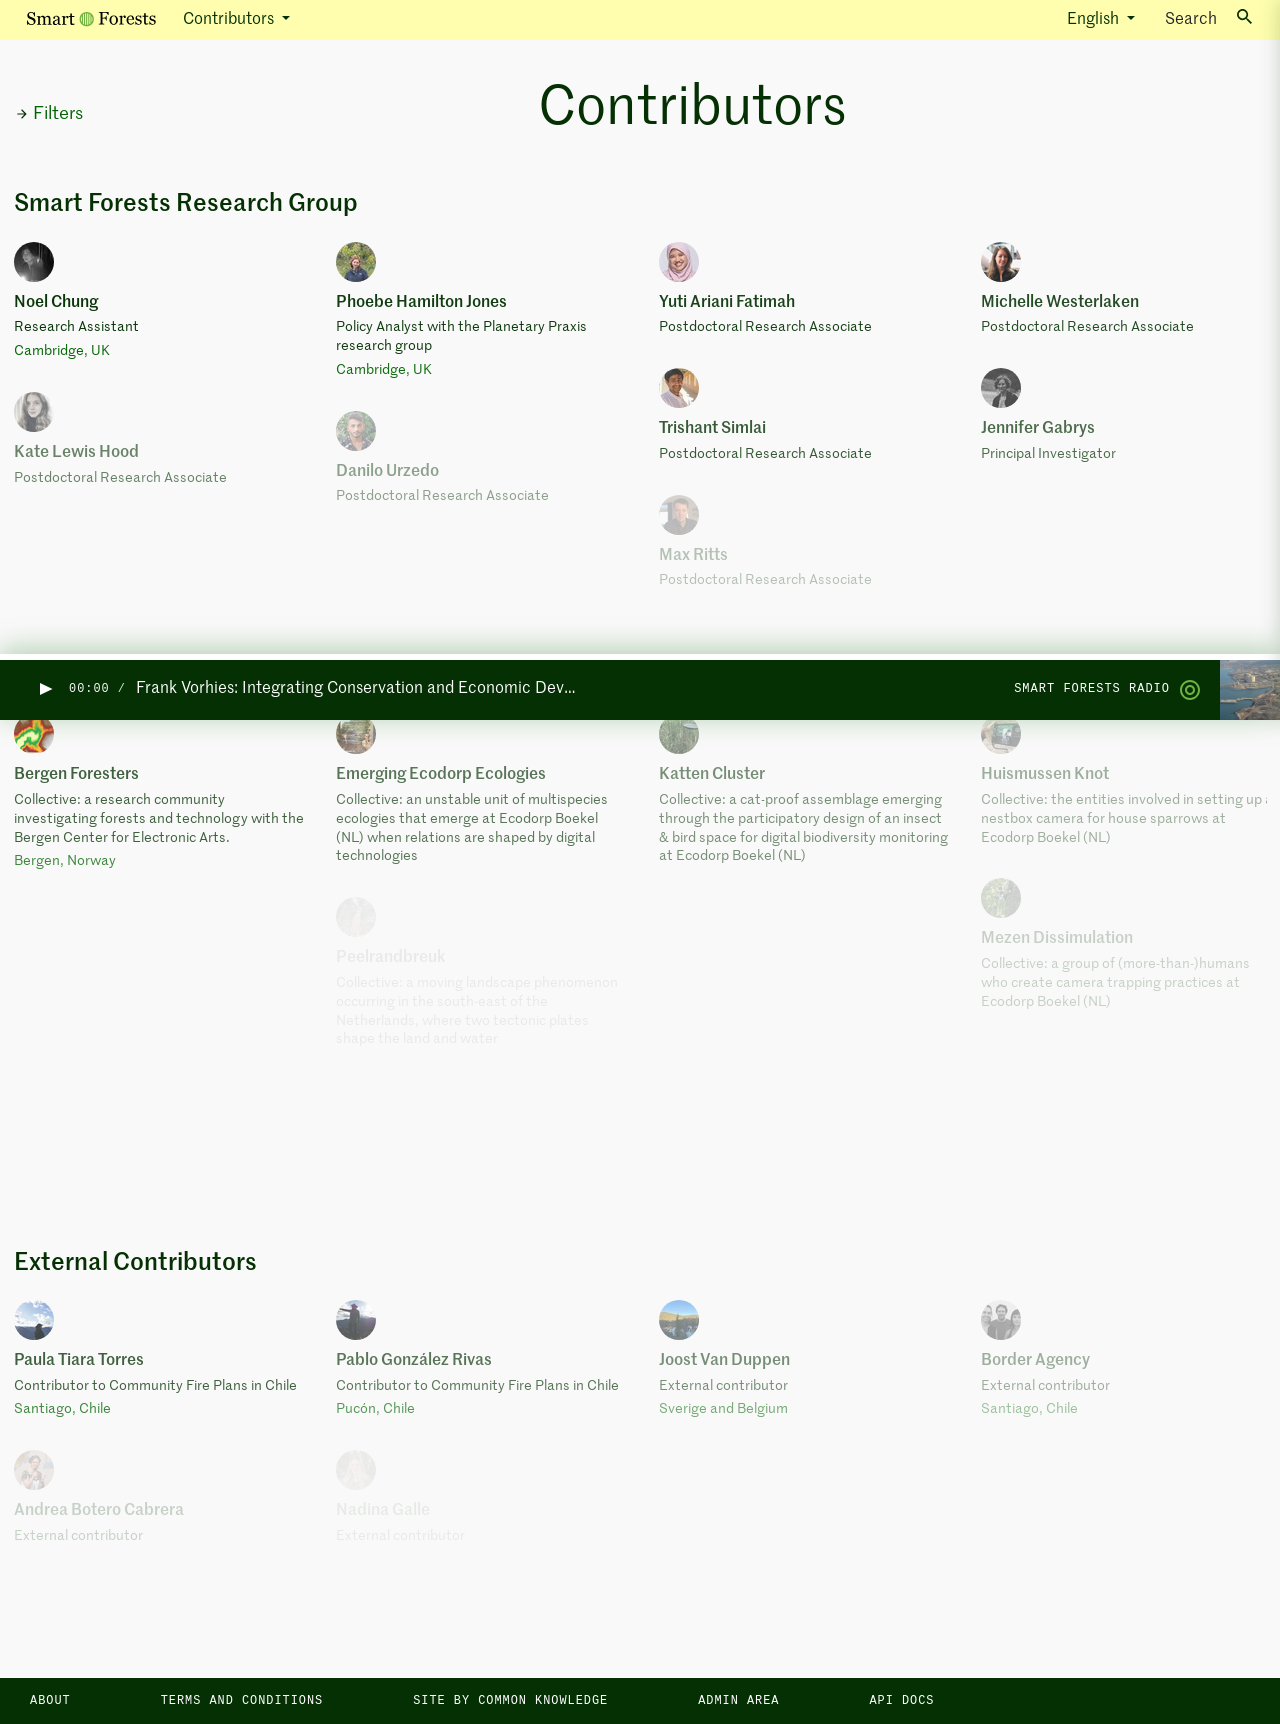 Smart Forests
Contributors
English
Search
→ Filters
Contributors
Smart Forests Research Group
Noel Chung
Research Assistant
Cambridge, UK
Phoebe Hamilton Jones
Policy Analyst with the Planetary Praxis
research group
Cambridge, UK
Yuti Ariani Fatimah
Postdoctoral Research Associate
Michelle Westerlaken
Postdoctoral Research Associate
Kate Lewis Hood
Postdoctoral Research Associate
Danilo Urzedo
Postdoctoral Research Associate
Trishant Simlai
Postdoctoral Research Associate
Jennifer Gabrys
Principal Investigator
Max Ritts
Postdoctoral Research Associate
00:00 /
Frank Vorhies: Integrating Conservation and Economic Dev...
SMART FORESTS RADIO
Bergen Foresters
Collective: a research community
investigating forests and technology with the
Bergen Center for Electronic Arts.
Bergen, Norway
Emerging Ecodorp Ecologies
Collective: an unstable unit of multispecies
ecologies that emerge at Ecodorp Boekel
(NL) when relations are shaped by digital
technologies
Katten Cluster
Collective: a cat-proof assemblage emerging
through the participatory design of an insect
& bird space for digital biodiversity monitoring
at Ecodorp Boekel (NL)
Huismussen Knot
Collective: the entities involved in setting up a
nestbox camera for house sparrows at
Ecodorp Boekel (NL)
Peelrandbreuk
Collective: a moving landscape phenomenon
occurring in the south-east of the
Netherlands, where two tectonic plates
shape the land and water
Mezen Dissimulation
Collective: a group of (more-than-)humans
who create camera trapping practices at
Ecodorp Boekel (NL)
External Contributors
Paula Tiara Torres
Contributor to Community Fire Plans in Chile
Santiago, Chile
Pablo González Rivas
Contributor to Community Fire Plans in Chile
Pucón, Chile
Joost Van Duppen
External contributor
Sverige and Belgium
Border Agency
External contributor
Santiago, Chile
Andrea Botero Cabrera
External contributor
Nadina Galle
External contributor
ABOUT
TERMS AND CONDITIONS
SITE BY COMMON KNOWLEDGE
ADMIN AREA
API DOCS